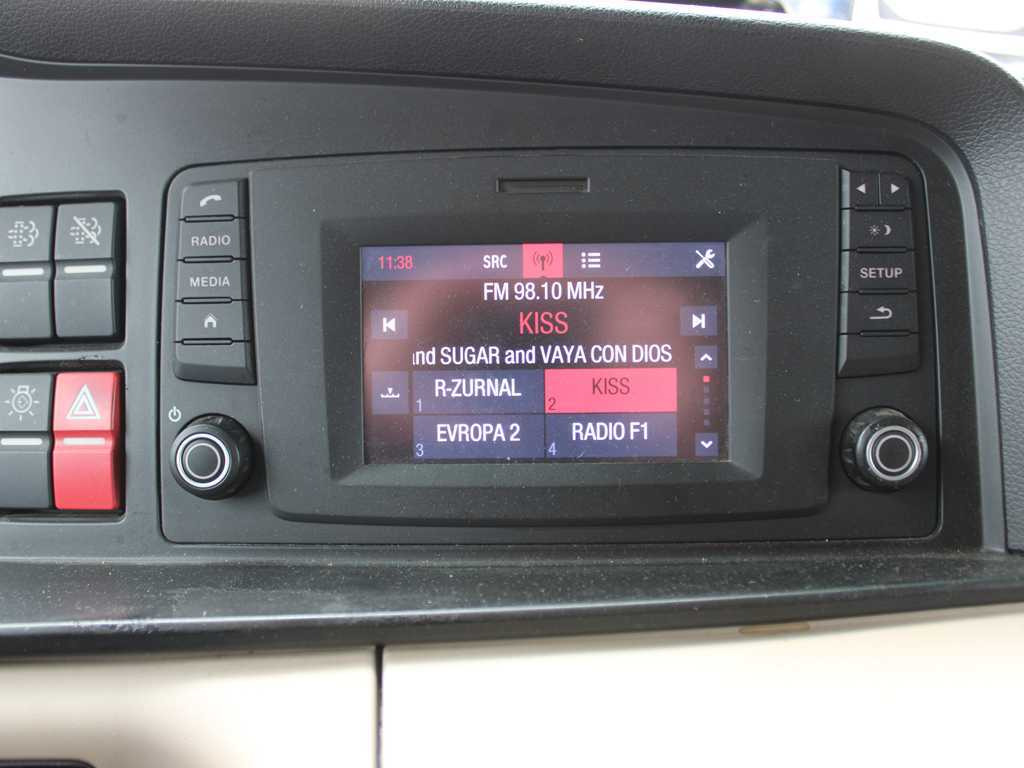 RADIO
MEDIA
SETUP
11:38 SRC
FM 98.10 MHz
KISS
nd SUGAR and VAYA CON DIOS
1 R-ZURNAL
2 KISS
3 EVROPA 2
4 RADIO F1